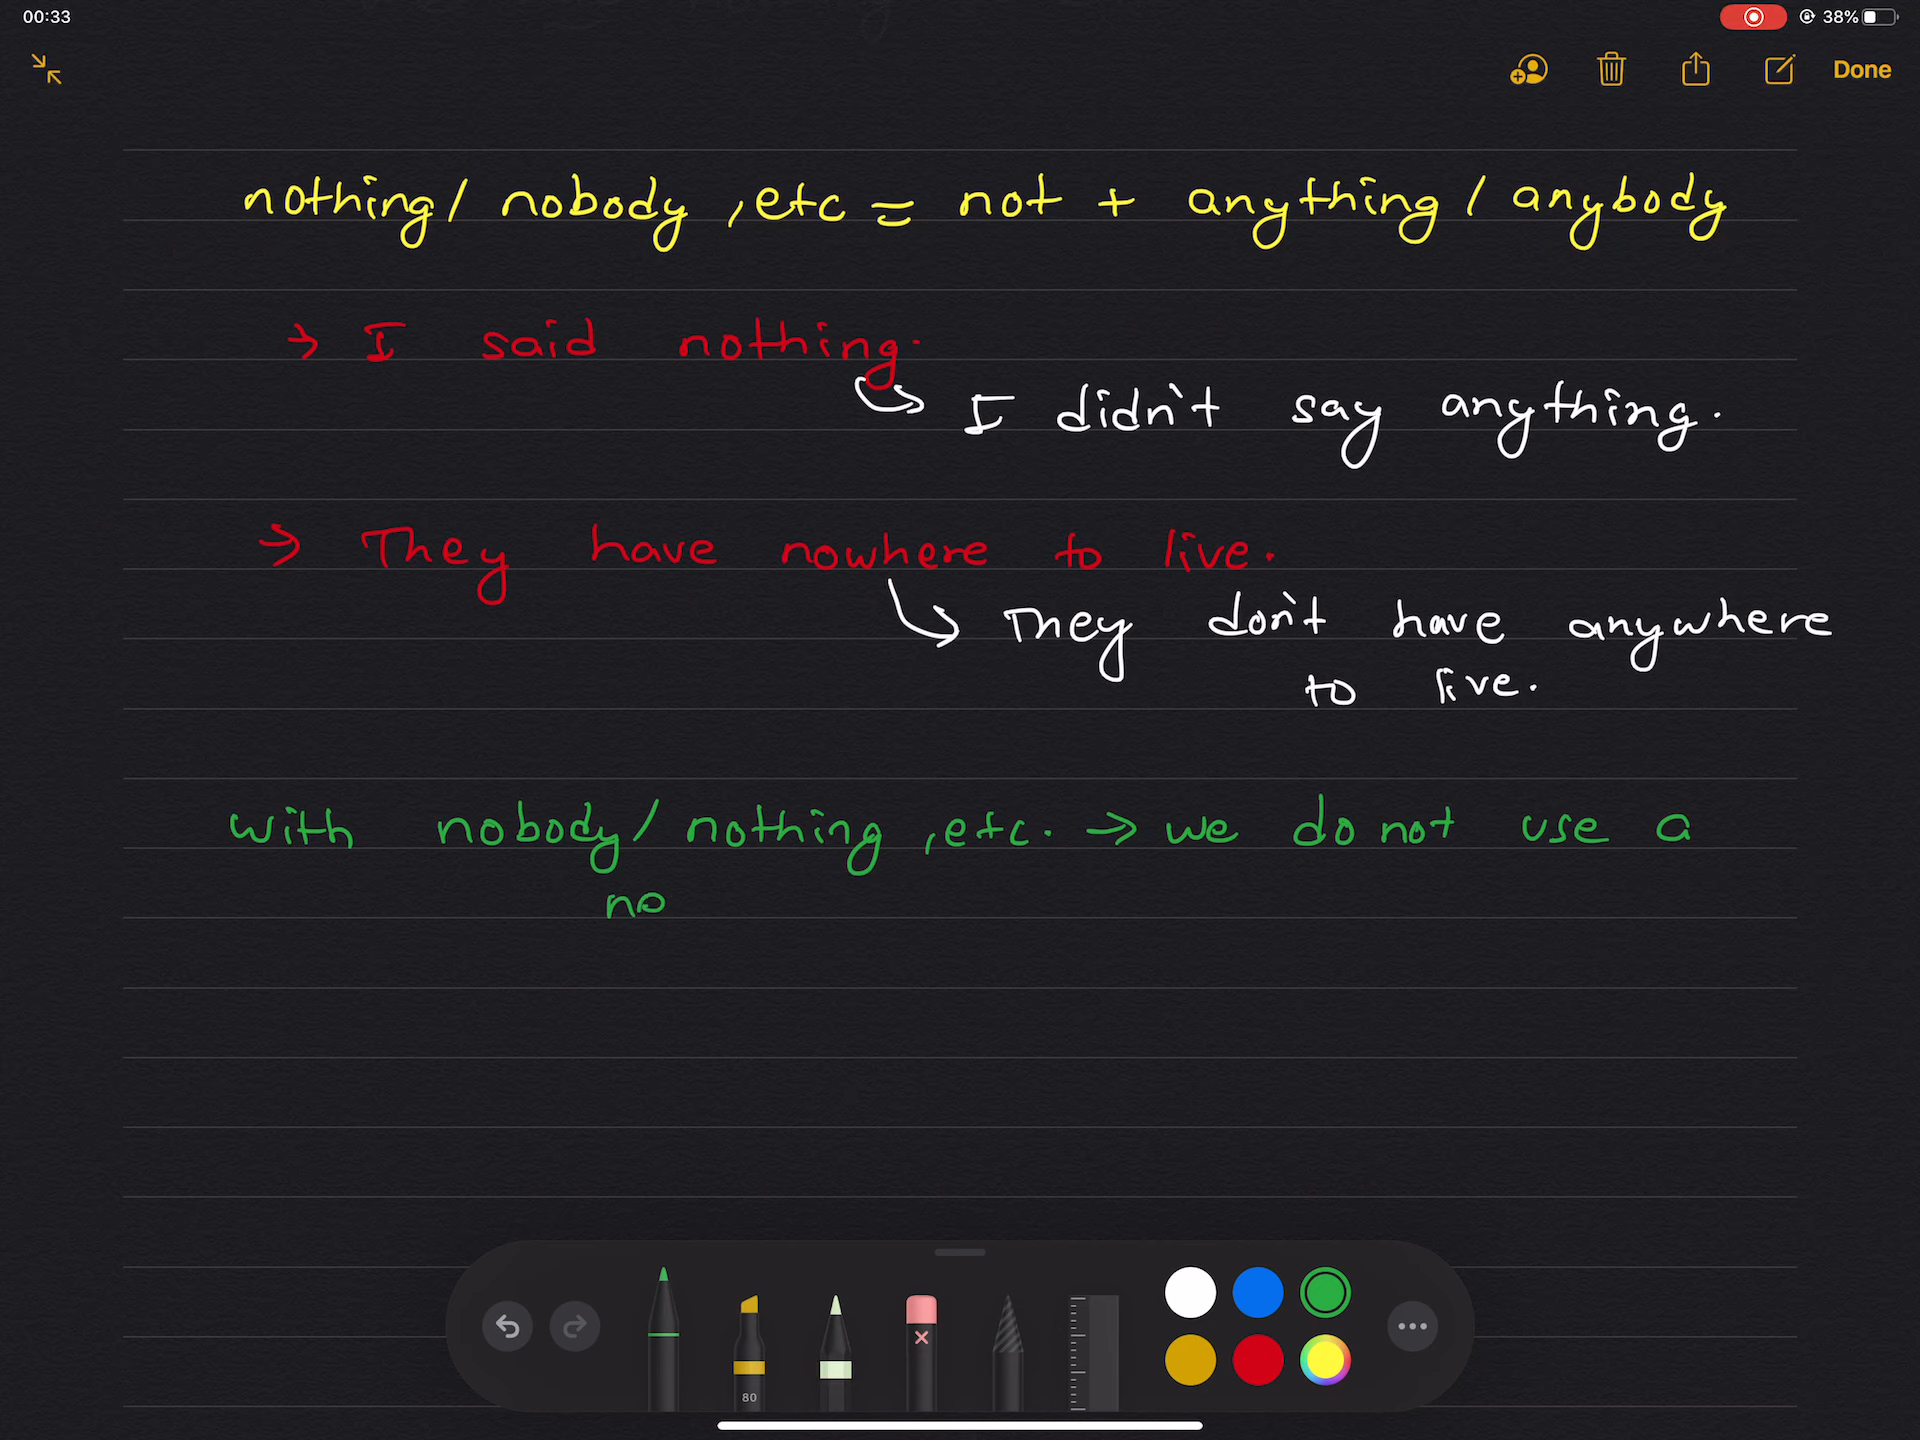 00:33
38%
Done
nothing/ nobody, etc = not + anything / anybody
→ I said nothing.
I didn't say anything.
→ They have nowhere to live.
They don't have anywhere
to live.
with nobody/ nothing, etc. → we do not use a
no
80